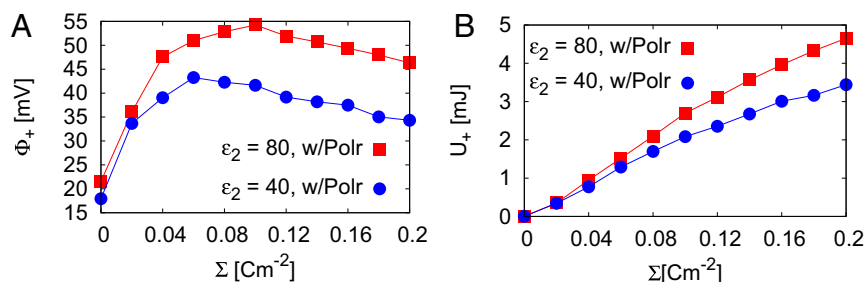 A
Φ₊ [mV]
55
50
45
40
35
30
25
20
15
ε₂ = 80, w/Polr
ε₂ = 40, w/Polr
0 0.04 0.08 0.12 0.16 0.2
Σ [Cm⁻²]
B
U₊ [mJ]
5
4
3
2
1
0
ε₂ = 80, w/Polr
ε₂ = 40, w/Polr
0 0.04 0.08 0.12 0.16 0.2
Σ[Cm⁻²]